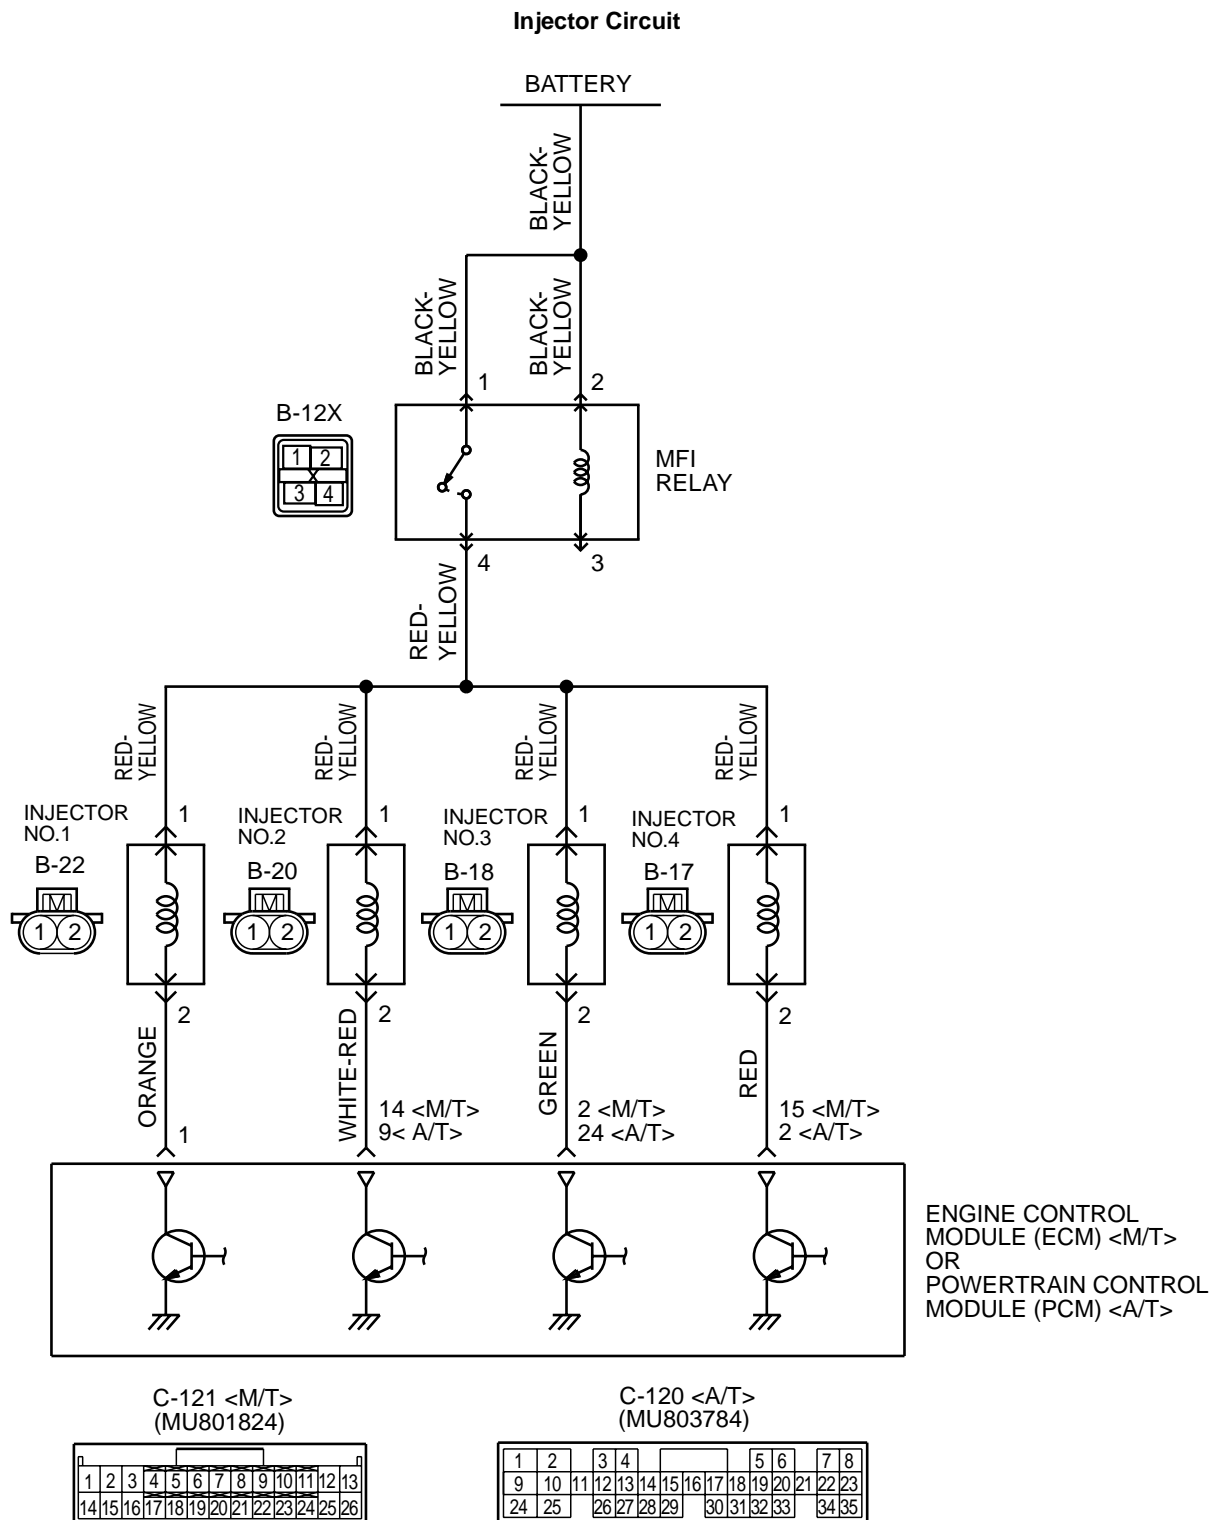 Injector Circuit
BATTERY
BLACK-
YELLOW
BLACK-
YELLOW
BLACK-
YELLOW
1
2
B-12X
1 2
X
3 4
MFI
RELAY
4
3
RED-
YELLOW
RED-
YELLOW
RED-
YELLOW
RED-
YELLOW
RED-
YELLOW
INJECTOR
NO.1
1
B-22
M
1 2
2
INJECTOR
NO.2
1
B-20
M
1 2
2
INJECTOR
NO.3
1
B-18
M
1 2
2
INJECTOR
NO.4
1
B-17
M
1 2
2
ORANGE
1
WHITE-RED
14 <M/T>
9< A/T>
GREEN
2 <M/T>
24 <A/T>
RED
15 <M/T>
2 <A/T>
ENGINE CONTROL
MODULE (ECM) <M/T>
OR
POWERTRAIN CONTROL
MODULE (PCM) <A/T>
C-121 <M/T>
(MU801824)
1 2 3 4 5 6 7 8 9 10 11 12 13
14 15 16 17 18 19 20 21 22 23 24 25 26
C-120 <A/T>
(MU803784)
1 2 3 4 5 6 7 8
9 10 11 12 13 14 15 16 17 18 19 20 21 22 23
24 25 26 27 28 29 30 31 32 33 34 35